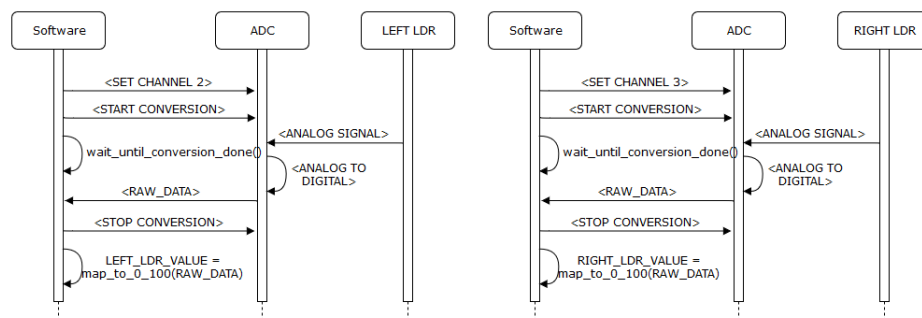 Software
ADC
LEFT LDR
<SET CHANNEL 2>
<START CONVERSION>
<ANALOG SIGNAL>
wait_until_conversion_done()
<ANALOG TO
DIGITAL>
<RAW_DATA>
<STOP CONVERSION>
LEFT_LDR_VALUE =
map_to_0_100(RAW_DATA)
Software
ADC
RIGHT LDR
<SET CHANNEL 3>
<START CONVERSION>
<ANALOG SIGNAL>
wait_until_conversion_done()
<ANALOG TO
DIGITAL>
<RAW_DATA>
<STOP CONVERSION>
RIGHT_LDR_VALUE =
map_to_0_100(RAW_DATA)